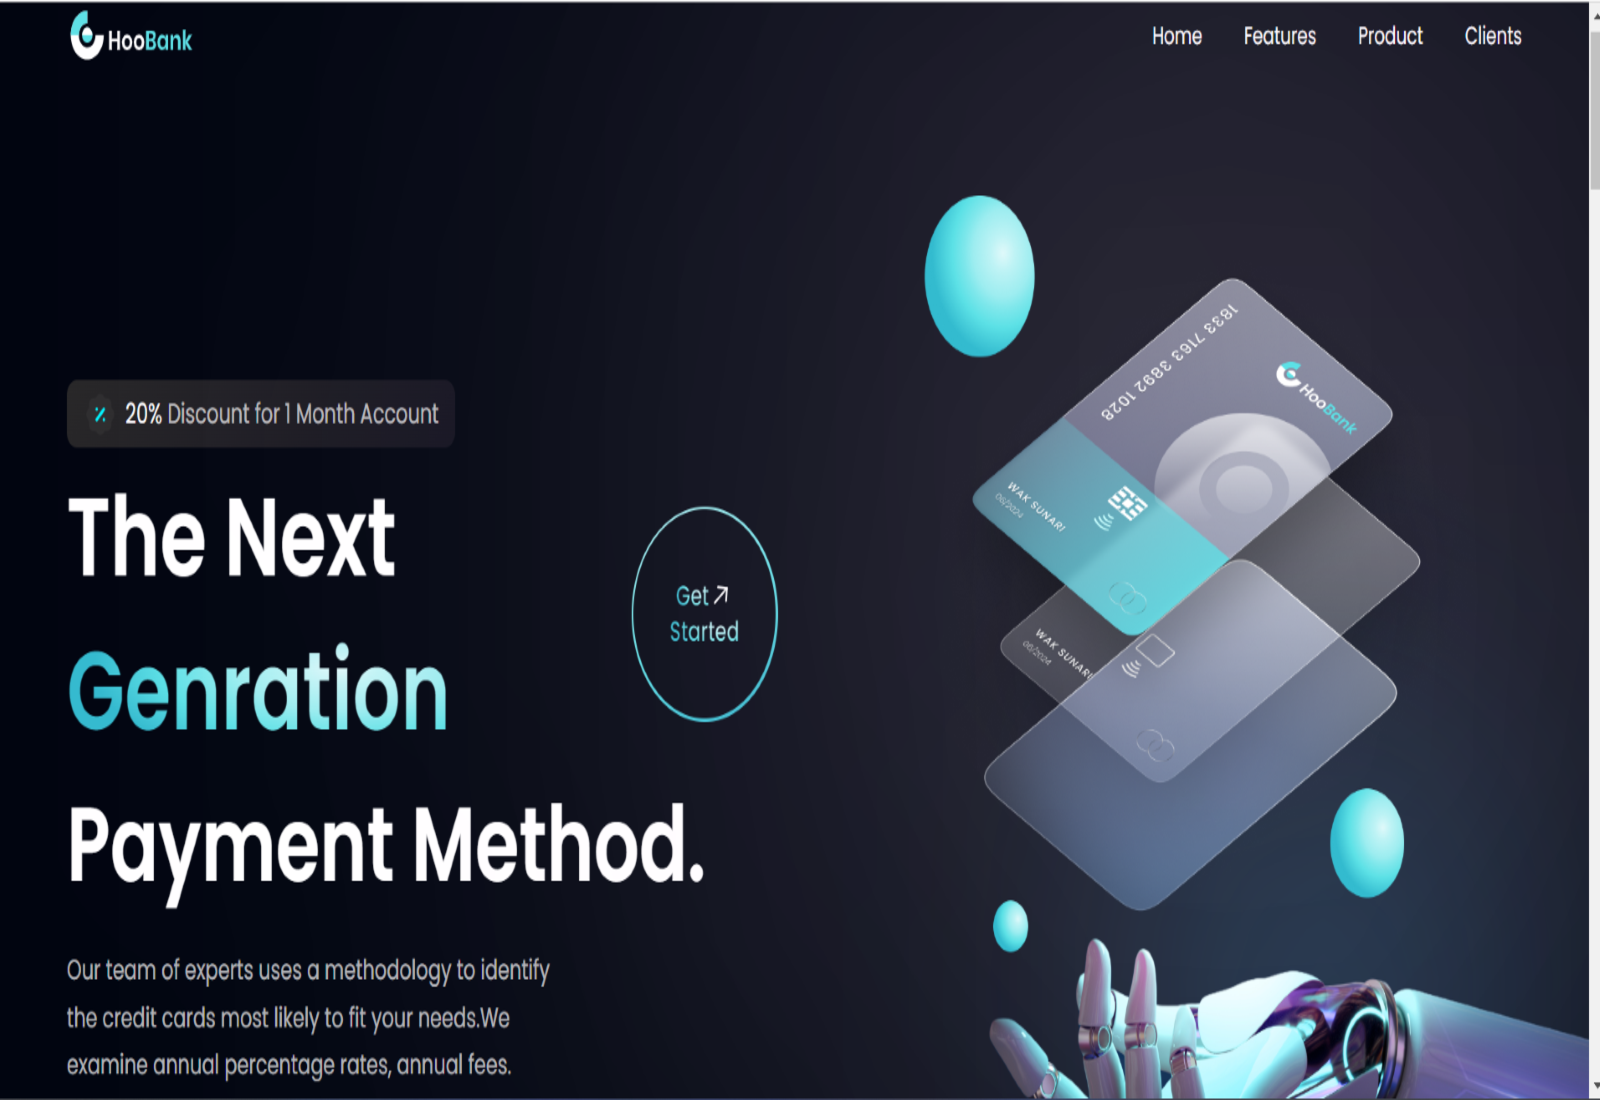 HooBank
Home Features Product Clients
20% Discount for 1 Month Account
The Next
Genration
Payment Method.
Get
Started
Our team of experts uses a methodology to identify
the credit cards most likely to fit your needs.We
examine annual percentage rates, annual fees.
1833 7163 3892 1028
HooBank
WAK SUNARI
06/2024
WAK SUNARI
06/2024